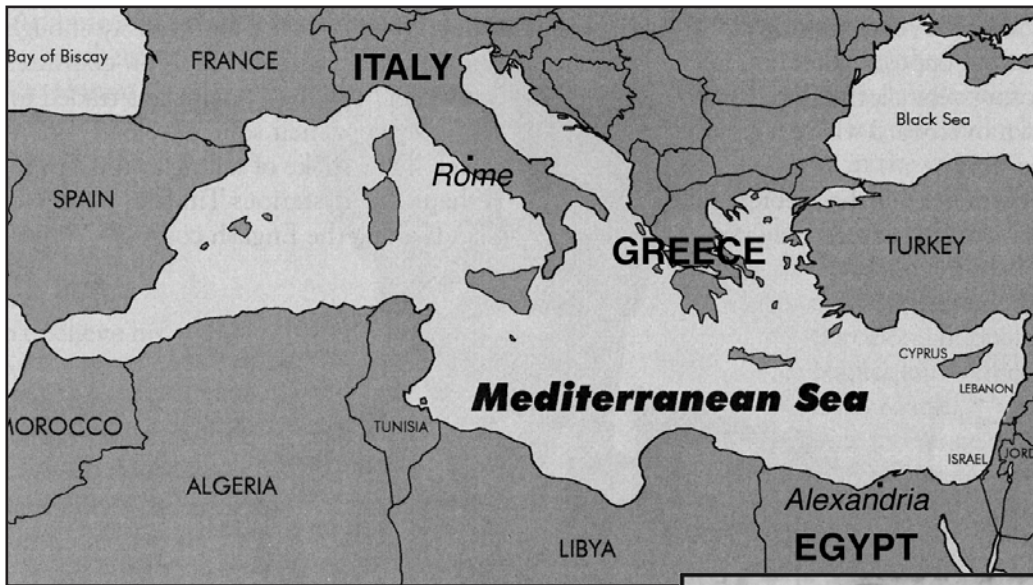 Bay of Biscay
FRANCE
ITALY
Black Sea
Rome
SPAIN
GREECE
TURKEY
CYPRUS
LEBANON
Mediterranean Sea
MOROCCO
TUNISIA
ISRAEL
JORD
ALGERIA
Alexandria
LIBYA
EGYPT